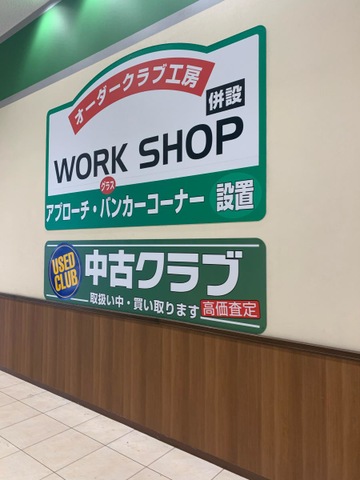 オーダークラブ工房
併設
WORK SHOP
グラス
アプローチ・バンカーコーナー 設置
USED
CLUB
中古クラブ
取扱い中・買い取ります 高価査定